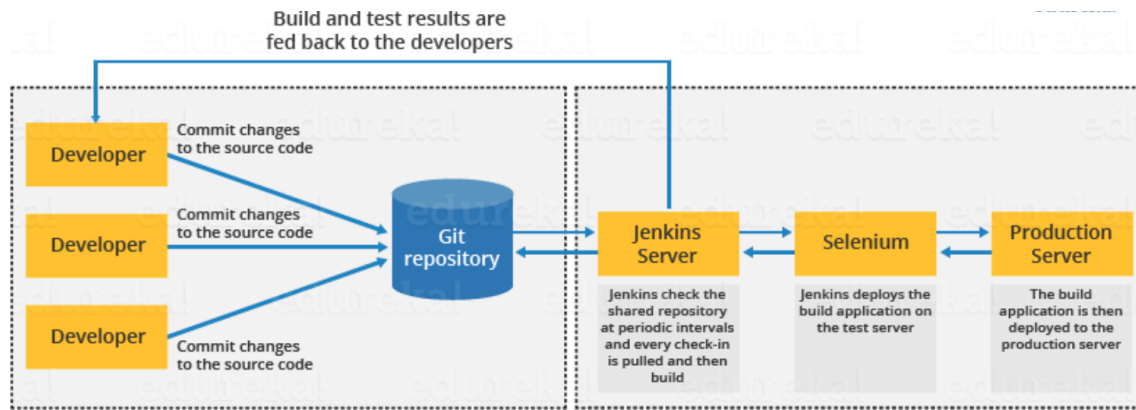 Build and test results are
fed back to the developers
Developer
Commit changes
to the source code
Developer
Commit changes
to the source code
Developer
Commit changes
to the source code
Git
repository
Jenkins
Server
Selenium
Production
Server
Jenkins check the
shared repository
at periodic intervals
and every check-in
is pulled and then
build
Jenkins deploys the
build application on
the test server
The build
application is then
deployed to the
production server
edureka!